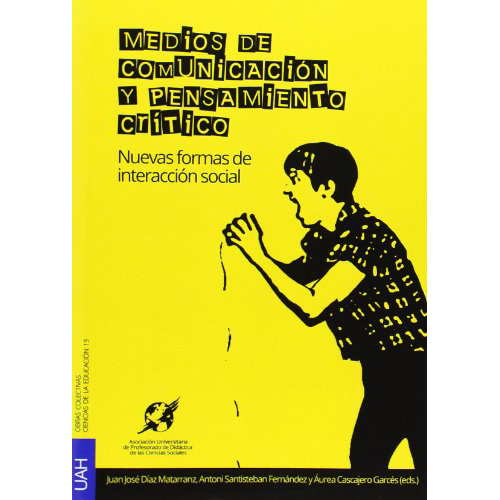 MEDIOS DE
COMUNICACIÓN
Y PENSAMIENTO
CRÍTICO
Nuevas formas de
interacción social
OBRAS COLECTIVAS
CIENCIAS DE LA EDUCACIÓN 13
UAH
Asociación Universitaria
de Profesorado de Didáctica
de las Ciencias Sociales
Juan José Díaz Matarranz, Antoni Santisteban Fernández y Áurea Cascajero Garcés (eds.)